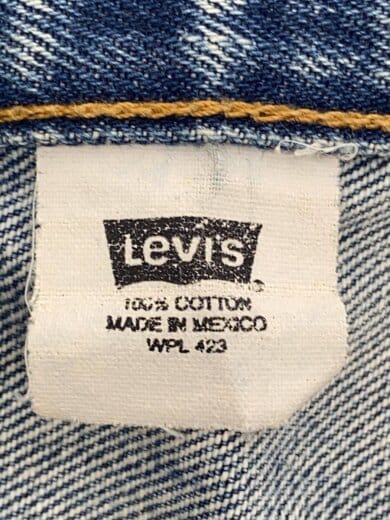 Levi's
100% COTTON
MADE IN MEXICO
WPL 423